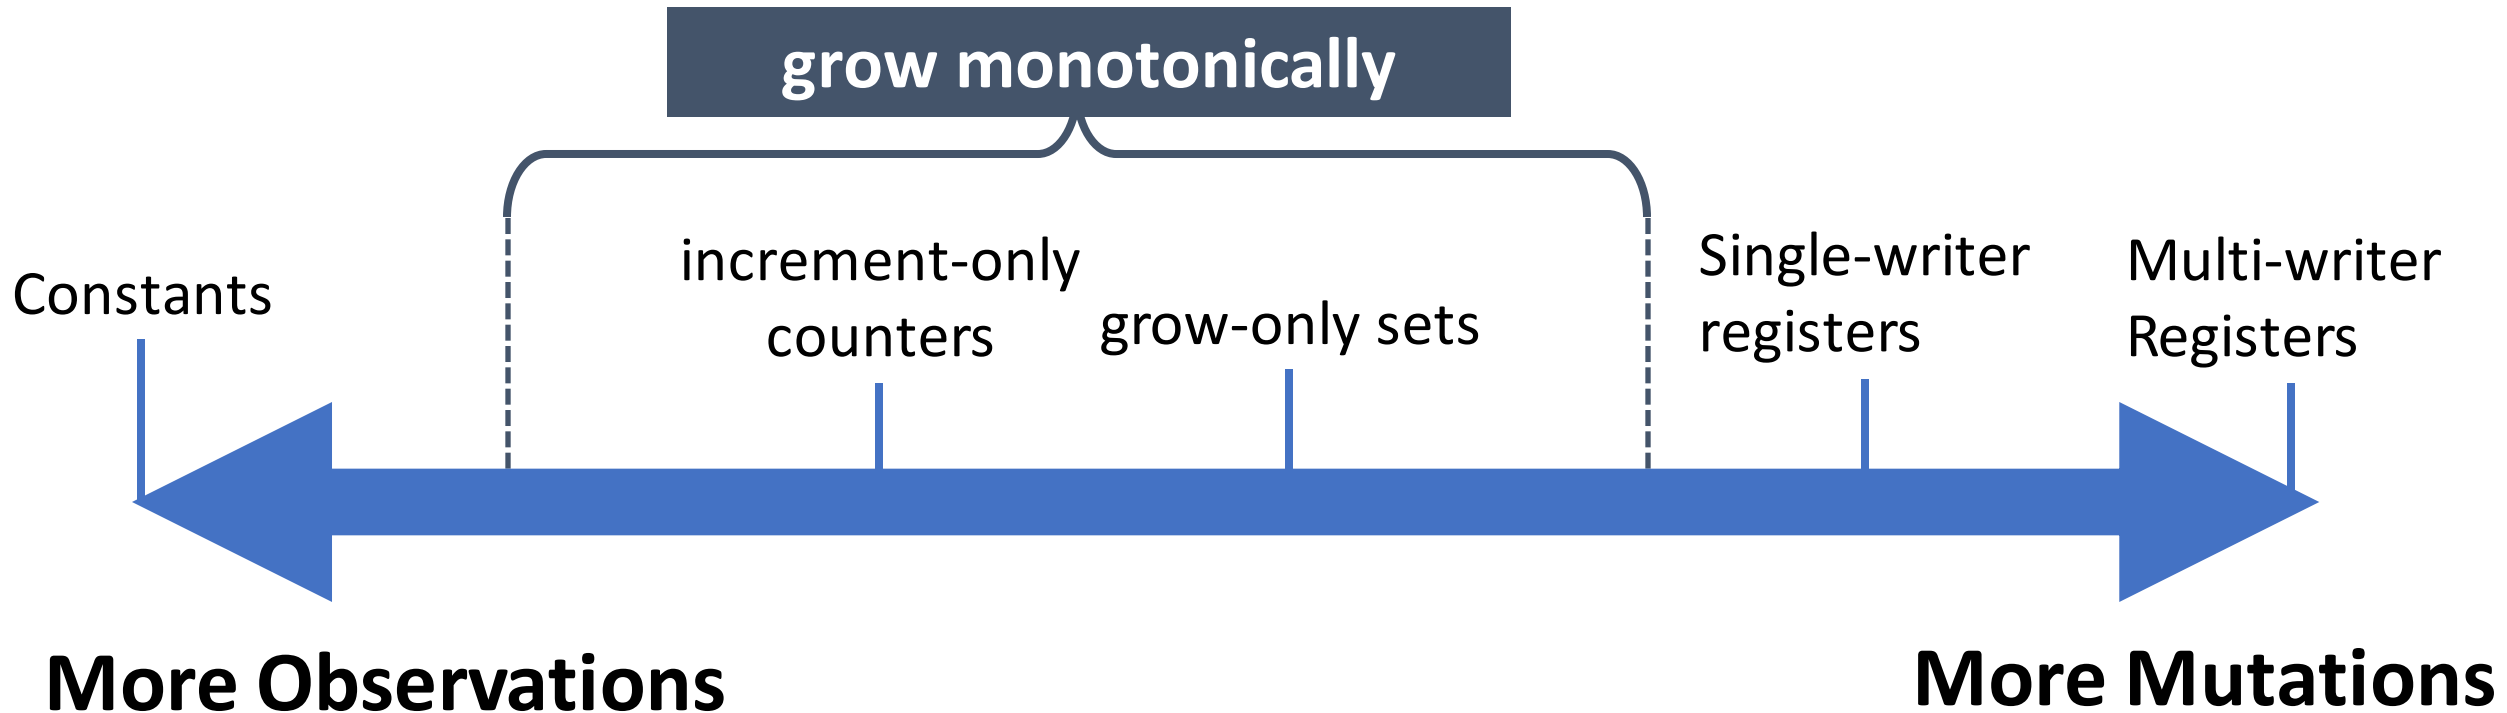 grow monotonically
Constants
increment-only
counters
grow-only sets
Single-writer
registers
Multi-writer
Registers
More Observations
More Mutations